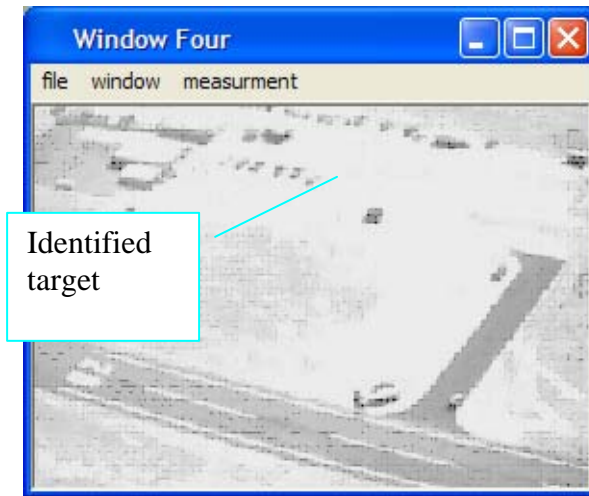 Window Four
file window measurment
Identified
target